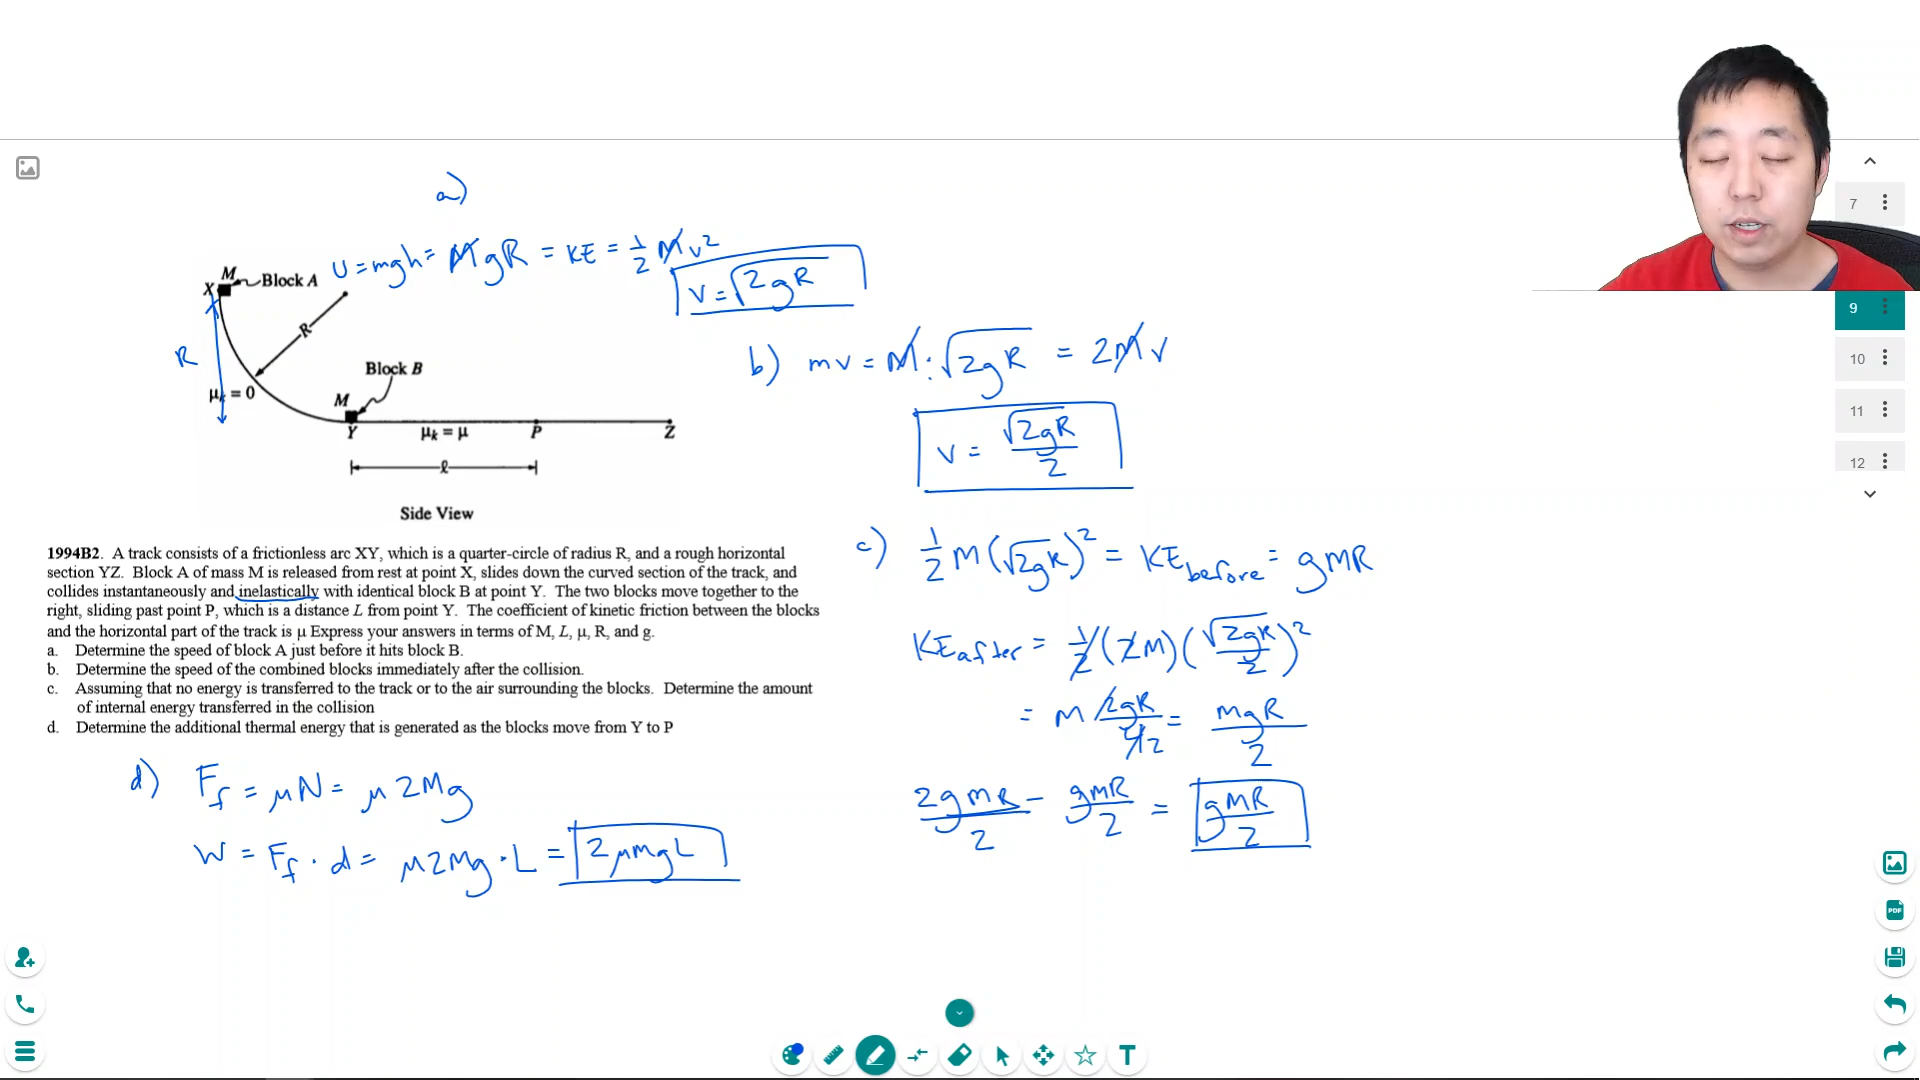 a)
U = mgh = MgR = KE = 1/2 Mv²
v = √2gR
X
M
Block A
R
R
μₖ = 0
Block B
M
Y
μₖ = μ
P
Z
ℓ
Side View
b) mv = M · √2gR = 2Mv
v = √2gR / 2
1994B2. A track consists of a frictionless arc XY, which is a quarter-circle of radius R, and a rough horizontal
section YZ. Block A of mass M is released from rest at point X, slides down the curved section of the track, and
collides instantaneously and inelastically with identical block B at point Y. The two blocks move together to the
right, sliding past point P, which is a distance L from point Y. The coefficient of kinetic friction between the blocks
and the horizontal part of the track is μ Express your answers in terms of M, L, μ, R, and g.
a. Determine the speed of block A just before it hits block B.
b. Determine the speed of the combined blocks immediately after the collision.
c. Assuming that no energy is transferred to the track or to the air surrounding the blocks. Determine the amount
of internal energy transferred in the collision
d. Determine the additional thermal energy that is generated as the blocks move from Y to P
c) 1/2 M(√2gR)² = KE before = gMR
KE after = 1/2 (2M)(√2gR / 2)²
= M 2gR / 4 2 = MgR / 2
2gMR / 2 - gMR / 2 = gMR / 2
d) Ff = μN = μ2Mg
W = Ff · d = μ2Mg · L = 2μMgL
7
9
10
11
12
PDF
T